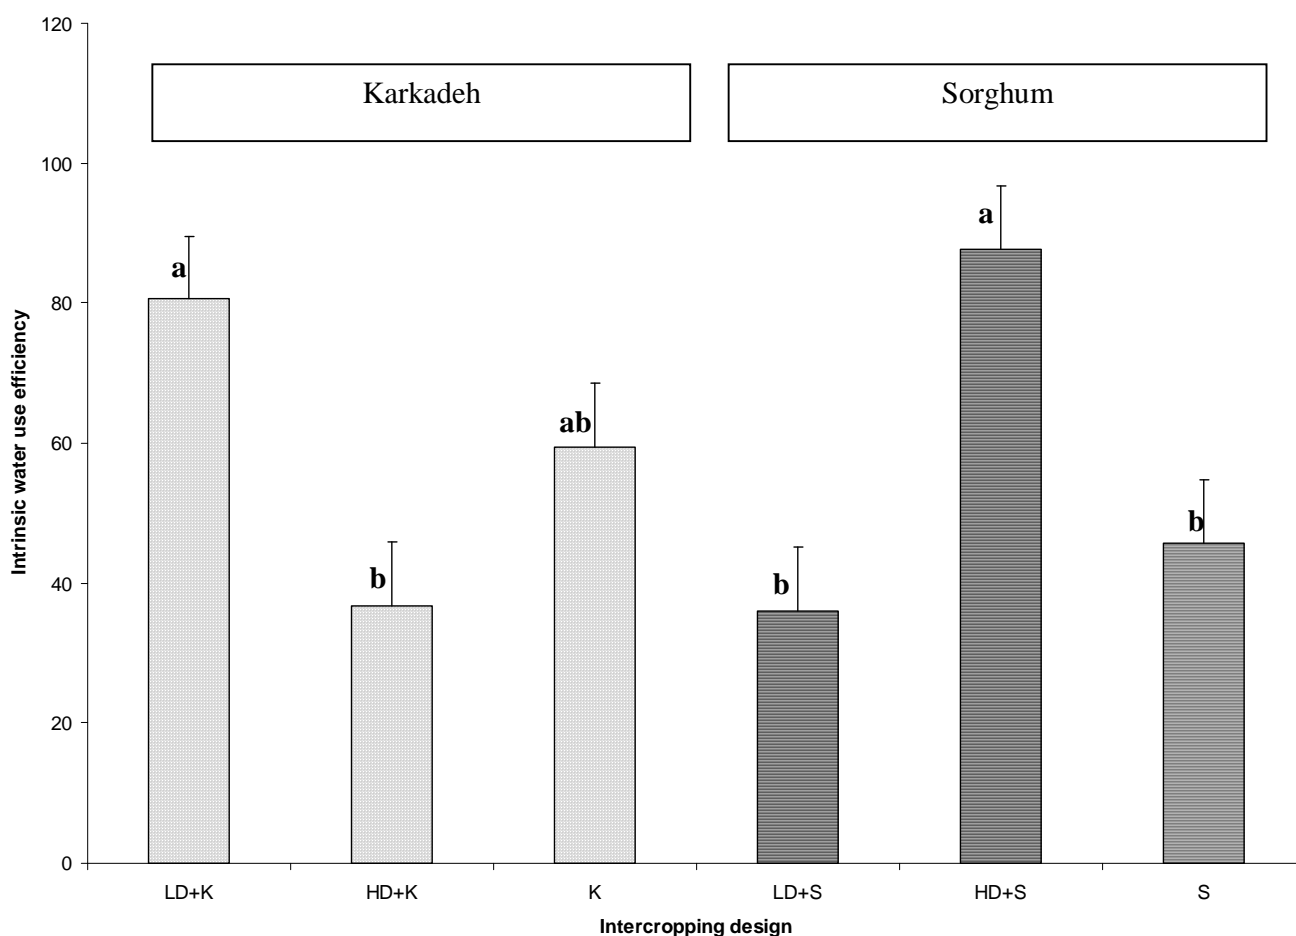 120
Karkadeh
Sorghum
100
a
a
80
ab
60
b
b
b
40
20
0
Intrinsic water use efficiency
LD+K HD+K K LD+S HD+S S
Intercropping design